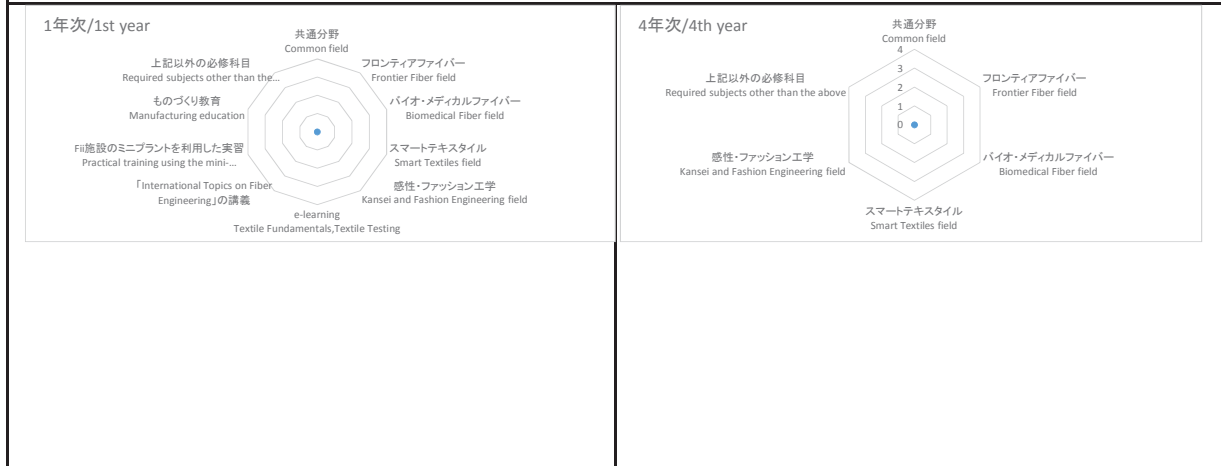 1年次/1st year
共通分野
Common field
フロンティアファイバー
Frontier Fiber field
バイオ・メディカルファイバー
Biomedical Fiber field
スマートテキスタイル
Smart Textiles field
感性・ファッション工学
Kansei and Fashion Engineering field
e-learning
Textile Fundamentals,Textile Testing
「International Topics on Fiber
Engineering」の講義
Fii施設のミニプラントを利用した実習
Practical training using the mini-…
ものづくり教育
Manufacturing education
上記以外の必修科目
Required subjects other than the…
4年次/4th year
共通分野
Common field
4
3
2
1
0
フロンティアファイバー
Frontier Fiber field
バイオ・メディカルファイバー
Biomedical Fiber field
スマートテキスタイル
Smart Textiles field
感性・ファッション工学
Kansei and Fashion Engineering field
上記以外の必修科目
Required subjects other than the above